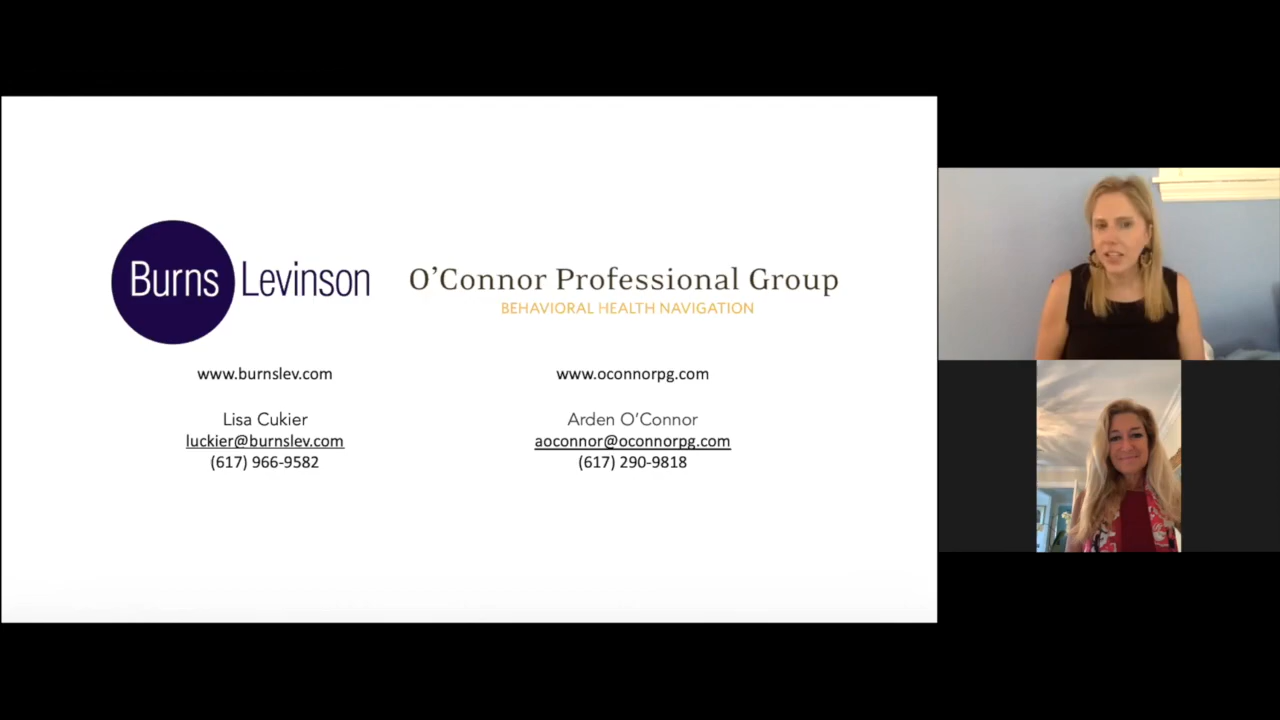 Burns Levinson
O'Connor Professional Group
BEHAVIORAL HEALTH NAVIGATION
www.burnslev.com
Lisa Cukier
luckier@burnslev.com
(617) 966-9582
www.oconnorpg.com
Arden O'Connor
aoconnor@oconnorpg.com
(617) 290-9818